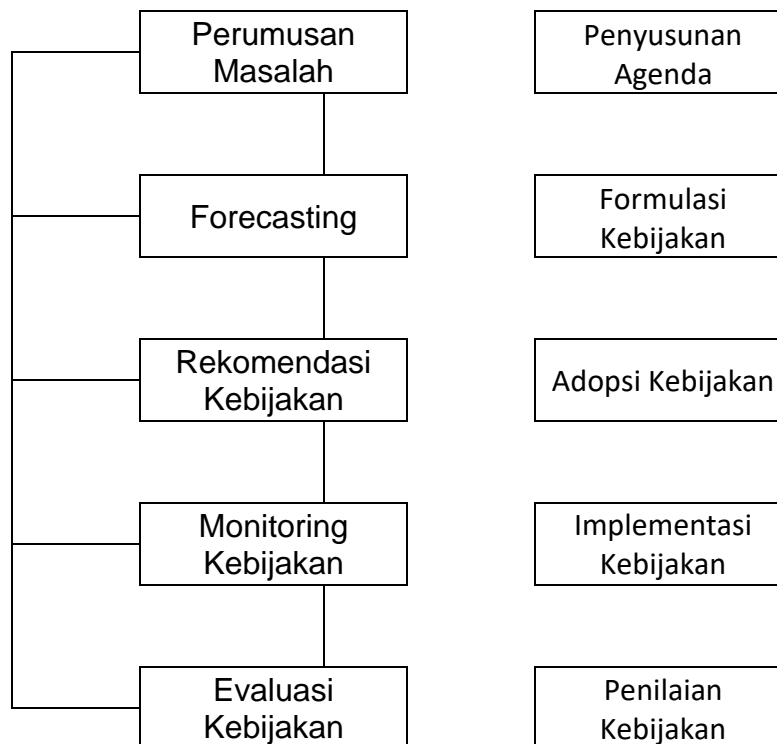 Perumusan
Masalah
Penyusunan
Agenda
Forecasting
Formulasi
Kebijakan
Rekomendasi
Kebijakan
Adopsi Kebijakan
Monitoring
Kebijakan
Implementasi
Kebijakan
Evaluasi
Kebijakan
Penilaian
Kebijakan